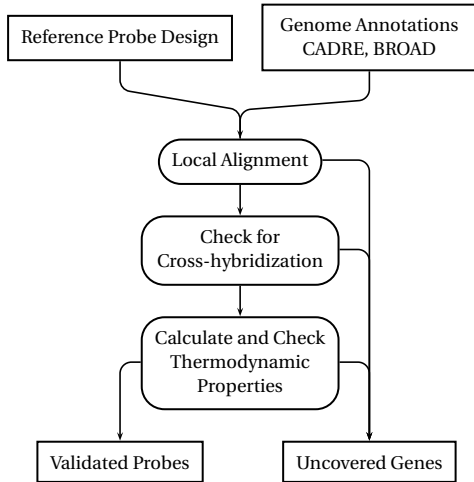 Reference Probe Design
Genome Annotations
CADRE, BROAD
Local Alignment
Check for
Cross-hybridization
Calculate and Check
Thermodynamic
Properties
Validated Probes
Uncovered Genes